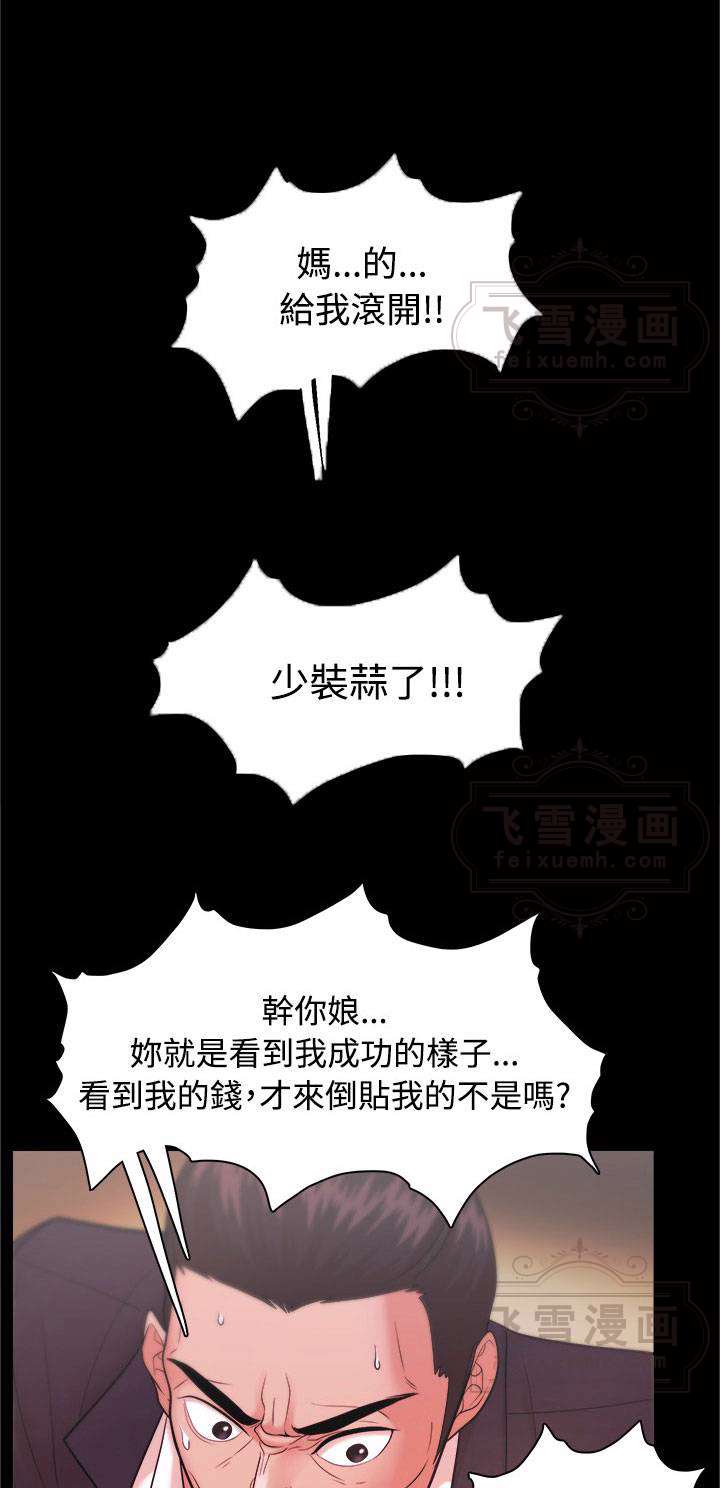 媽...的...
給我滾開!!
飞雪漫画
feixuemh.com
少裝蒜了!!!
飞雪漫画
feixuemh.com
幹你娘...
妳就是看到我成功的樣子...
看到我的錢，才來倒貼我的不是嗎?
飞雪漫画
feixuemh.com